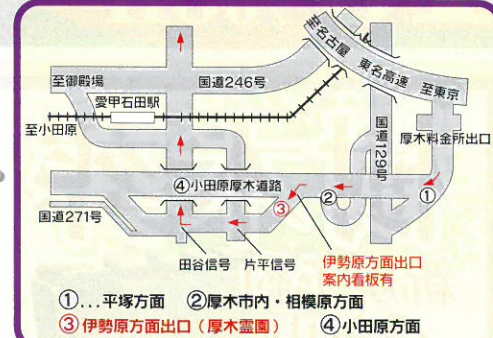 至名古屋
東名高速
至東京
至御殿場
国道246号
愛甲石田駅
至小田原
国道129号
厚木料金所出口
④小田原厚木道路
①
②
③
国道271号
田谷信号
片平信号
伊勢原方面出口
案内看板有
①...平塚方面 ②厚木市内・相模原方面
③伊勢原方面出口（厚木霊園） ④小田原方面